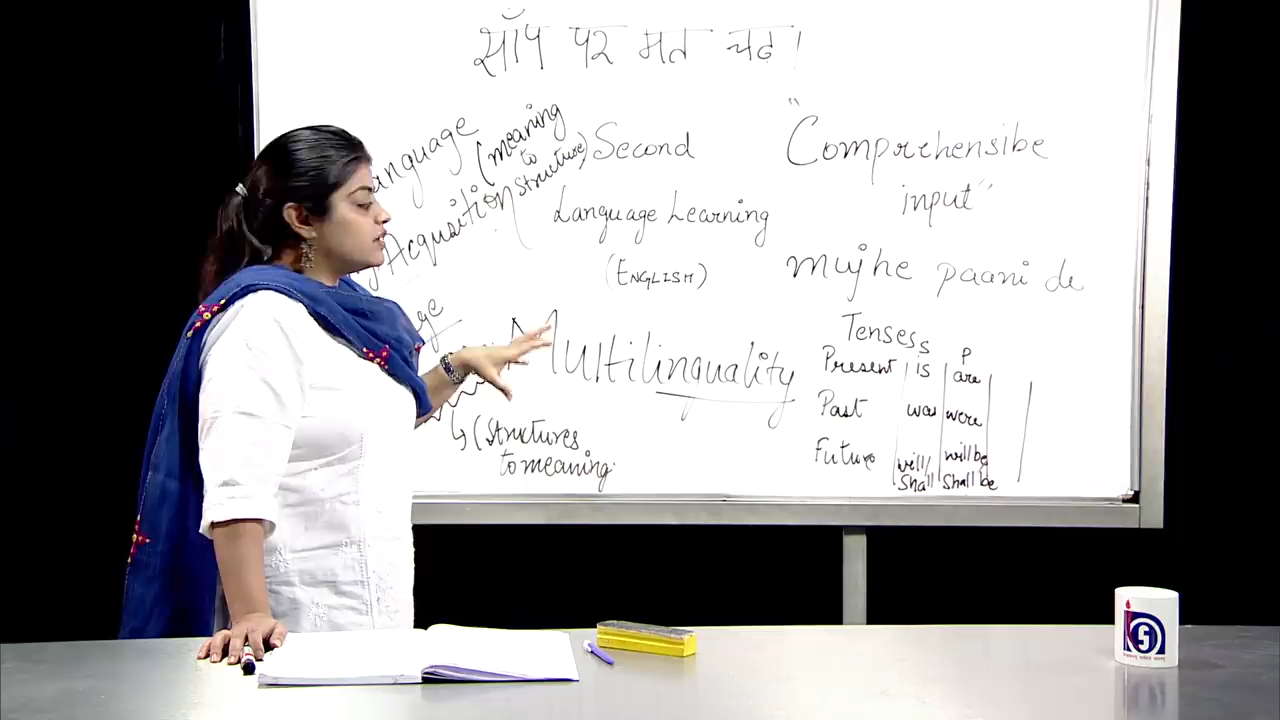 साँप पर मत चढ़ !
Language
Acqusition
(meaning
to
structure)
Second
Language Learning
(ENGLISH)
"Comprehensibe
input"
mujhe paani de
Multilinguality
(Structures
to meaning.
Tenses
S P
Present is are
Past was were
Future will/ will be
shall shall be